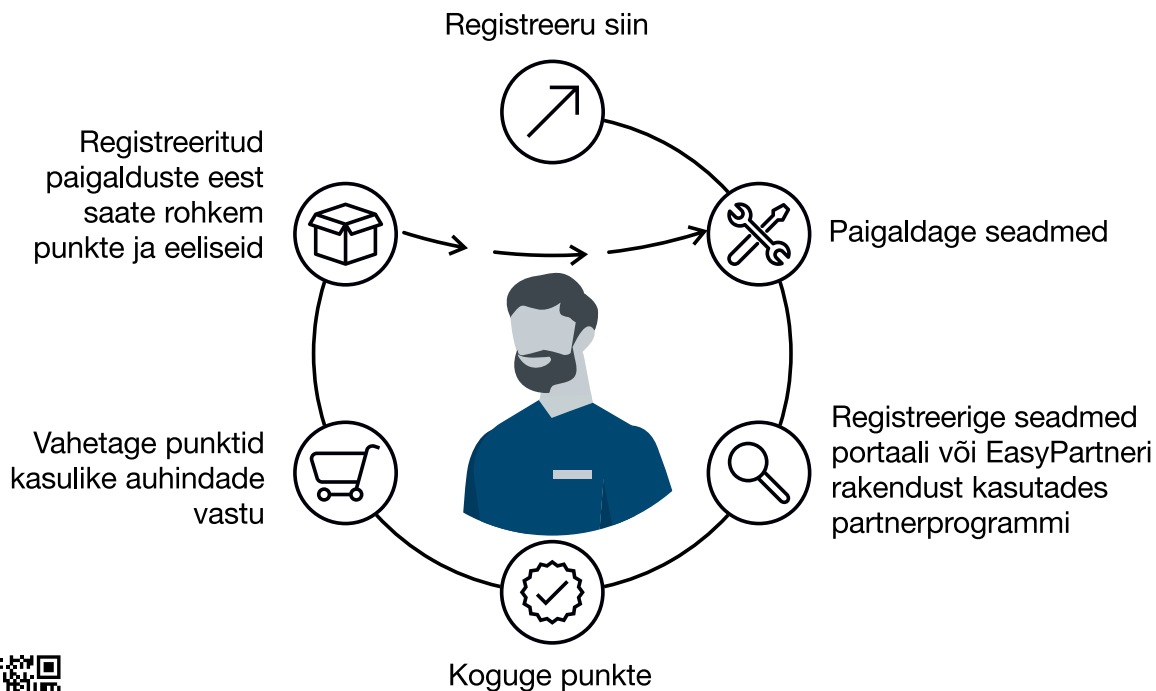 Registreeru siin
Registreeritud
paigalduste eest
saate rohkem
punkte ja eeliseid
Paigaldage seadmed
Registreerige seadmed
portaali või EasyPartneri
rakendust kasutades
partnerprogrammi
Vahetage punktid
kasulike auhindade
vastu
Koguge punkte